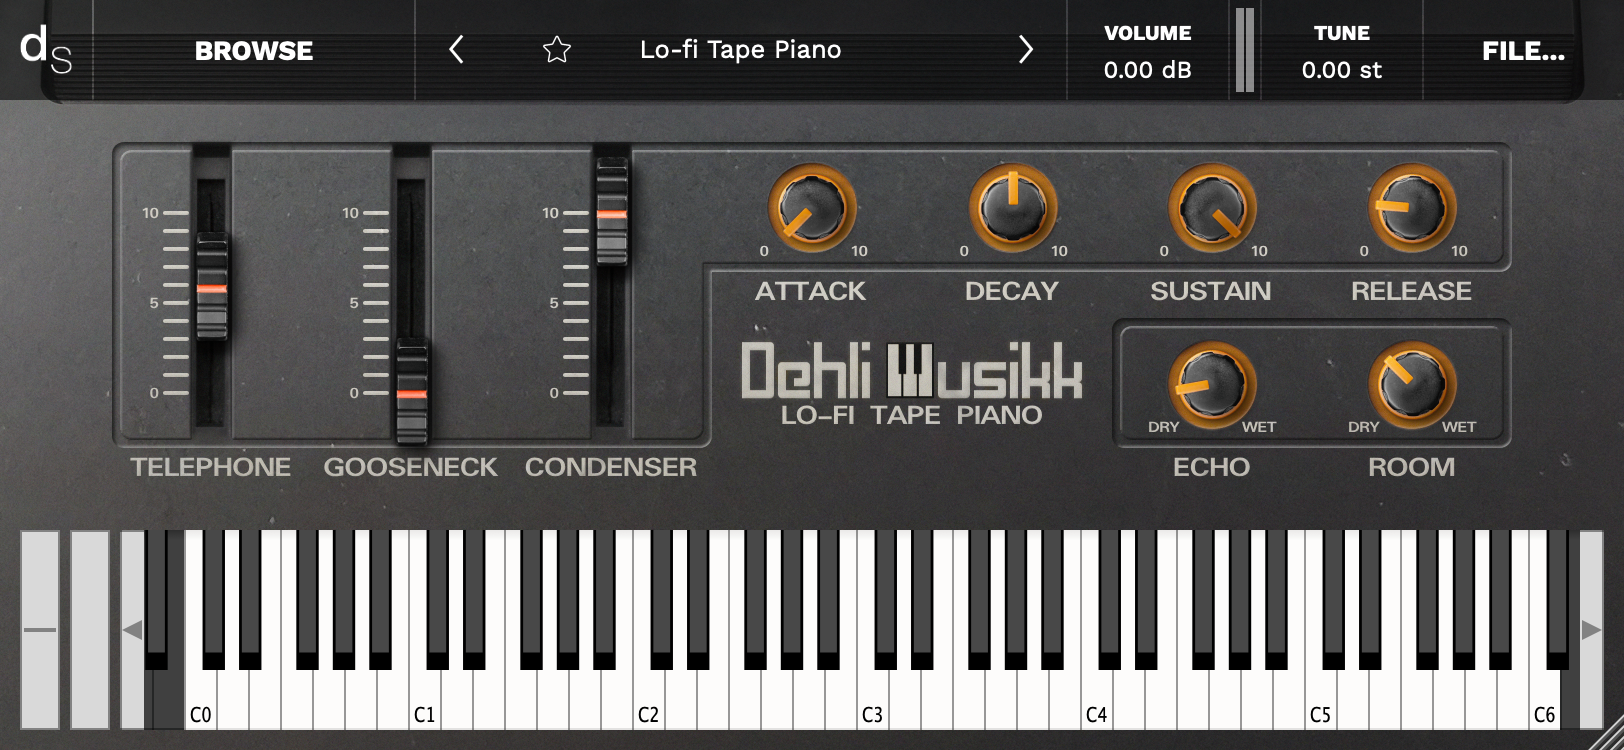 dS
BROWSE
Lo-fi Tape Piano
VOLUME
0.00 dB
TUNE
0.00 st
FILE...
10
5
0
TELEPHONE
10
5
0
GOOSENECK
10
5
0
CONDENSER
0 10
ATTACK
0 10
DECAY
0 10
SUSTAIN
0 10
RELEASE
Dehli Musikk
LO-FI TAPE PIANO
DRY WET
ECHO
DRY WET
ROOM
C0 C1 C2 C3 C4 C5 C6